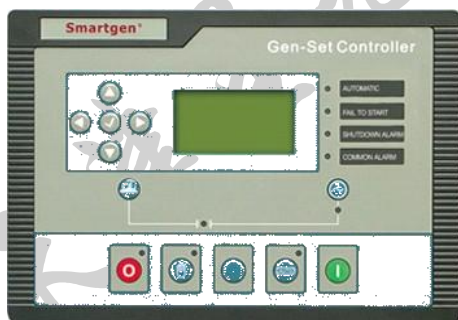 Smartgen®
Gen-Set Controller
AUTOMATIC
FAIL TO START
SHUTDOWN ALARM
COMMON ALARM